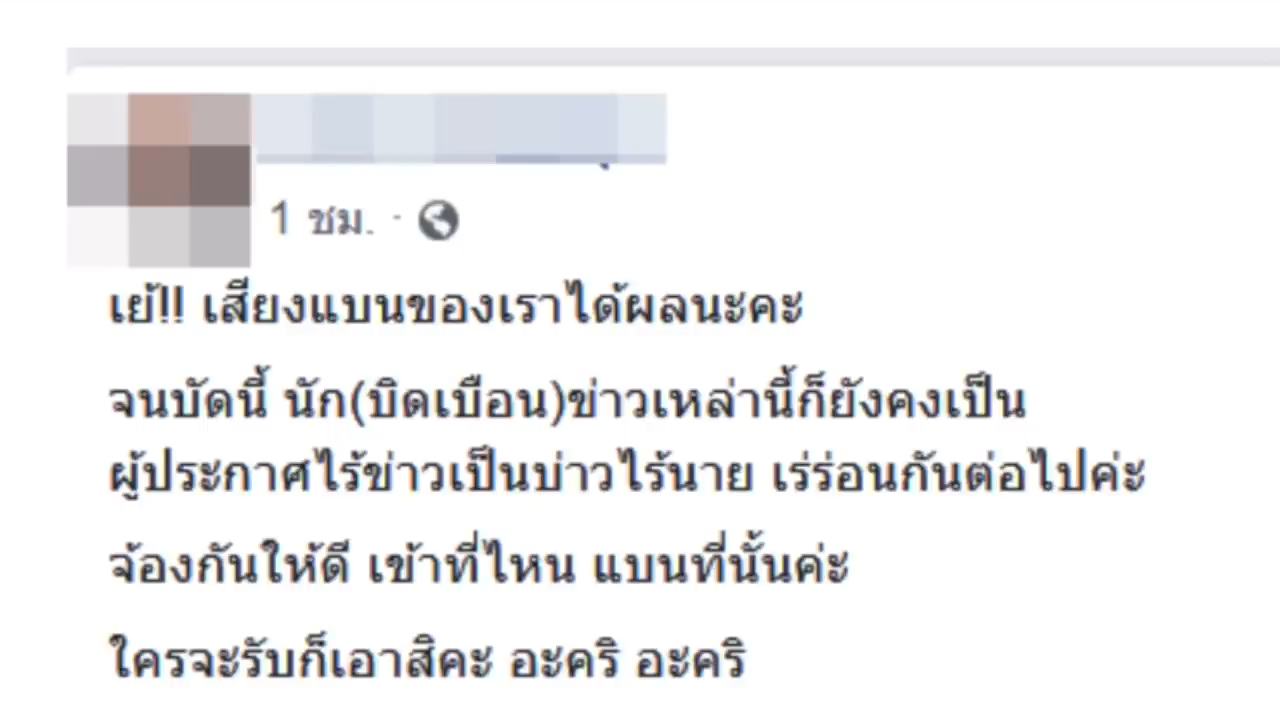 1 ชม. ·
เย้!! เสียงแบนของเราได้ผลนะคะ
จนบัดนี้ นัก(บิดเบือน)ข่าวเหล่านี้ก็ยังคงเป็น
ผู้ประกาศไร้ข่าวเป็นบ่าวไร้นาย เร่ร่อนกันต่อไปค่ะ
จ้องกันให้ดี เข้าที่ไหน แบนที่นั้นค่ะ
ใครจะรับก็เอาสิคะ อะคริ อะคริ